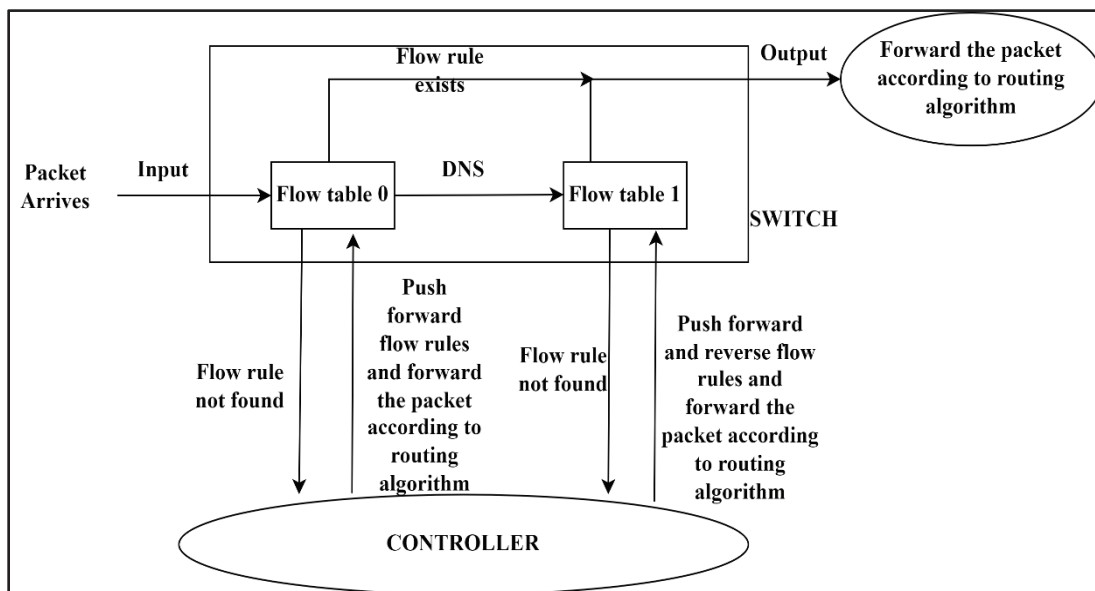 Packet
Arrives
Input
Flow rule
exists
Flow table 0
DNS
Flow table 1
SWITCH
Output
Forward the packet
according to routing
algorithm
Flow rule
not found
Push
forward
flow rules
and forward
the packet
according to
routing
algorithm
Flow rule
not found
Push forward
and reverse flow
rules and
forward the
packet according
to routing
algorithm
CONTROLLER